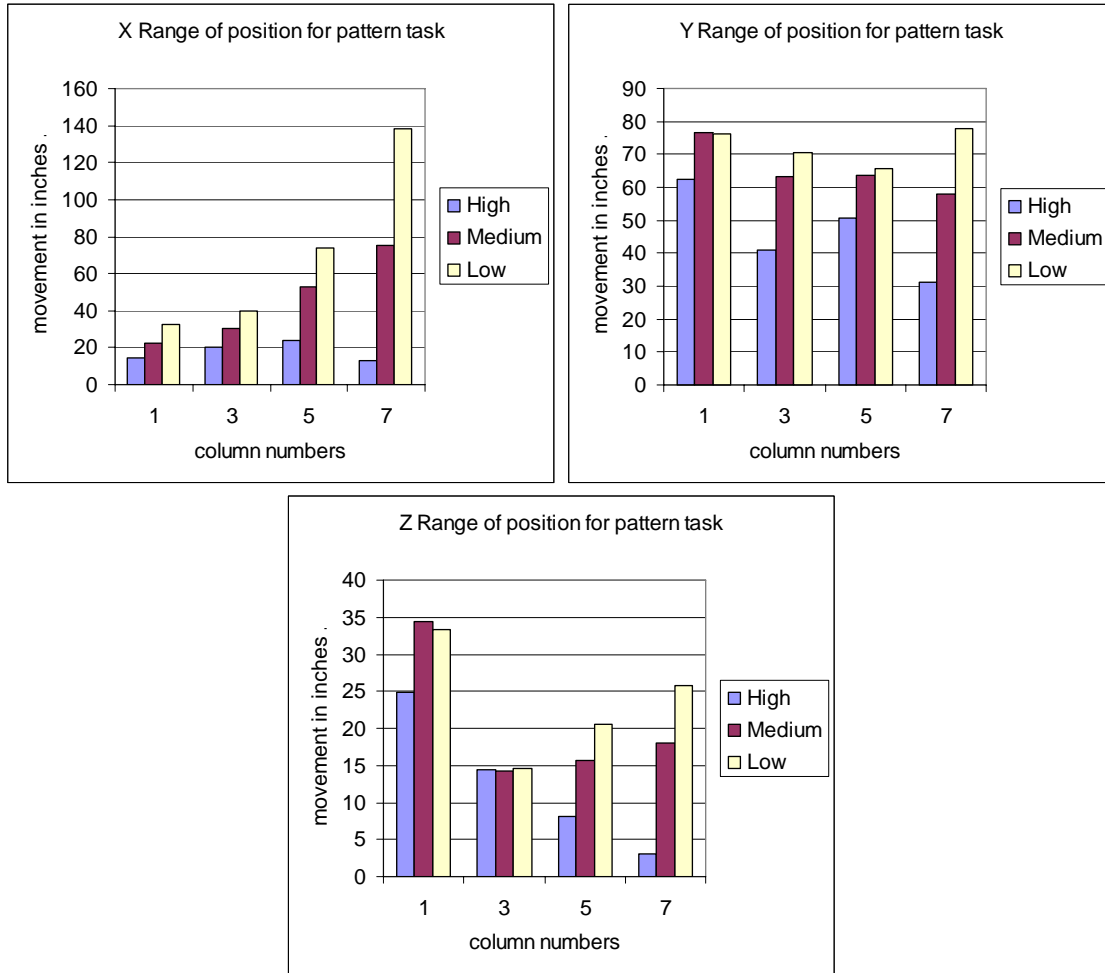 X Range of position for pattern task
160
140
120
100
80
60
40
20
0
movement in inches .
1 3 5 7
column numbers
High
Medium
Low
Y Range of position for pattern task
90
80
70
60
50
40
30
20
10
0
movement in inches .
1 3 5 7
column numbers
High
Medium
Low
Z Range of position for pattern task
40
35
30
25
20
15
10
5
0
movement in inches .
1 3 5 7
column numbers
High
Medium
Low